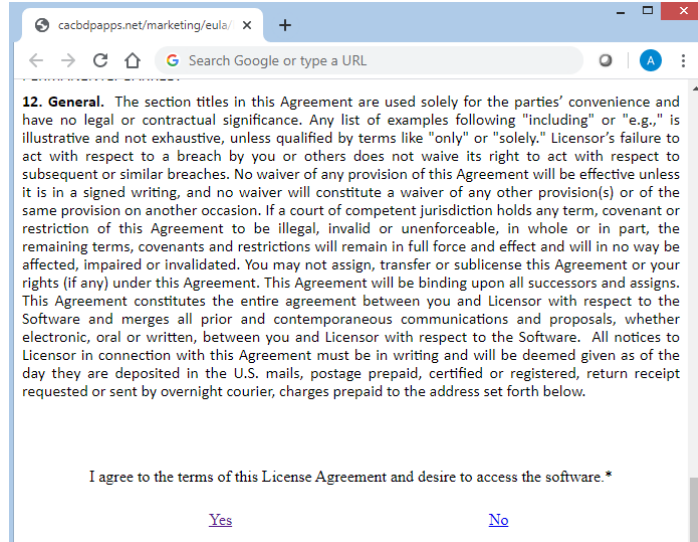 cacbdpapps.net/marketing/eula/
Search Google or type a URL
A
12. General. The section titles in this Agreement are used solely for the parties’ convenience and
have no legal or contractual significance. Any list of examples following "including" or "e.g.," is
illustrative and not exhaustive, unless qualified by terms like "only" or "solely." Licensor’s failure to
act with respect to a breach by you or others does not waive its right to act with respect to
subsequent or similar breaches. No waiver of any provision of this Agreement will be effective unless
it is in a signed writing, and no waiver will constitute a waiver of any other provision(s) or of the
same provision on another occasion. If a court of competent jurisdiction holds any term, covenant or
restriction of this Agreement to be illegal, invalid or unenforceable, in whole or in part, the
remaining terms, covenants and restrictions will remain in full force and effect and will in no way be
affected, impaired or invalidated. You may not assign, transfer or sublicense this Agreement or your
rights (if any) under this Agreement. This Agreement will be binding upon all successors and assigns.
This Agreement constitutes the entire agreement between you and Licensor with respect to the
Software and merges all prior and contemporaneous communications and proposals, whether
electronic, oral or written, between you and Licensor with respect to the Software. All notices to
Licensor in connection with this Agreement must be in writing and will be deemed given as of the
day they are deposited in the U.S. mails, postage prepaid, certified or registered, return receipt
requested or sent by overnight courier, charges prepaid to the address set forth below.
I agree to the terms of this License Agreement and desire to access the software.*
Yes No